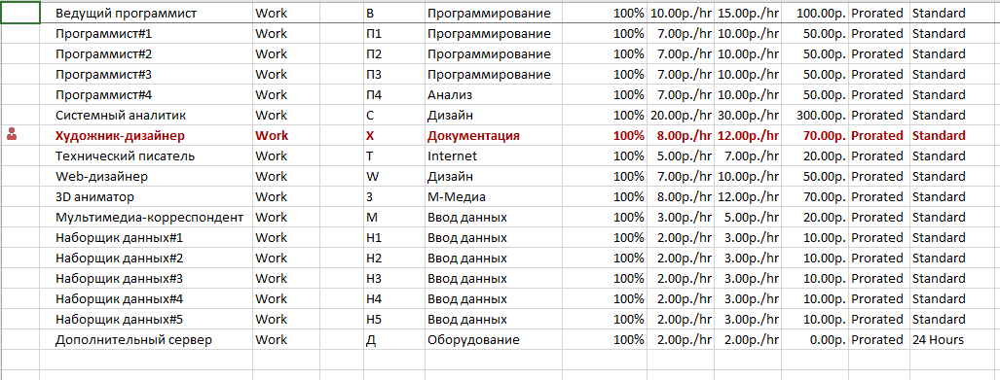 Ведущий программист Work В Программирование 100% 10.00р./hr 15.00р./hr 100.00р. Prorated Standard
Программист#1 Work П1 Программирование 100% 7.00р./hr 10.00р./hr 50.00р. Prorated Standard
Программист#2 Work П2 Программирование 100% 7.00р./hr 10.00р./hr 50.00р. Prorated Standard
Программист#3 Work П3 Программирование 100% 7.00р./hr 10.00р./hr 50.00р. Prorated Standard
Программист#4 Work П4 Анализ 100% 7.00р./hr 10.00р./hr 50.00р. Prorated Standard
Системный аналитик Work С Дизайн 100% 20.00р./hr 30.00р./hr 300.00р. Prorated Standard
Художник-дизайнер Work Х Документация 100% 8.00р./hr 12.00р./hr 70.00р. Prorated Standard
Технический писатель Work Т Internet 100% 5.00р./hr 7.00р./hr 20.00р. Prorated Standard
Web-дизайнер Work W Дизайн 100% 7.00р./hr 10.00р./hr 50.00р. Prorated Standard
3D аниматор Work 3 М-Медиа 100% 8.00р./hr 12.00р./hr 70.00р. Prorated Standard
Мультимедиа-корреспондент Work М Ввод данных 100% 3.00р./hr 5.00р./hr 20.00р. Prorated Standard
Наборщик данных#1 Work Н1 Ввод данных 100% 2.00р./hr 3.00р./hr 10.00р. Prorated Standard
Наборщик данных#2 Work Н2 Ввод данных 100% 2.00р./hr 3.00р./hr 10.00р. Prorated Standard
Наборщик данных#3 Work Н3 Ввод данных 100% 2.00р./hr 3.00р./hr 10.00р. Prorated Standard
Наборщик данных#4 Work Н4 Ввод данных 100% 2.00р./hr 3.00р./hr 10.00р. Prorated Standard
Наборщик данных#5 Work Н5 Ввод данных 100% 2.00р./hr 3.00р./hr 10.00р. Prorated Standard
Дополнительный сервер Work Д Оборудование 100% 2.00р./hr 2.00р./hr 0.00р. Prorated 24 Hours